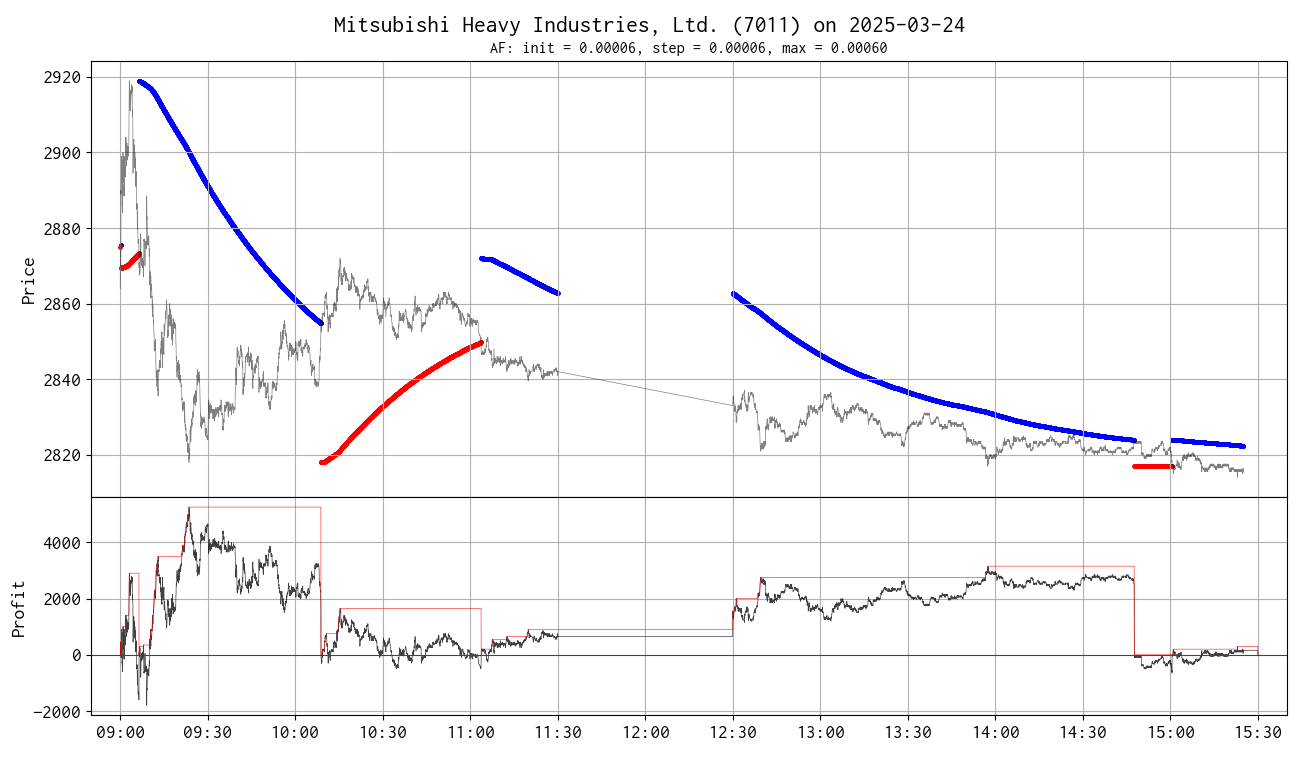 Mitsubishi Heavy Industries, Ltd. (7011) on 2025-03-24
AF: init = 0.00006, step = 0.00006, max = 0.00060
Price
2920
2900
2880
2860
2840
2820
Profit
4000
2000
0
−2000
09:00 09:30 10:00 10:30 11:00 11:30 12:00 12:30 13:00 13:30 14:00 14:30 15:00 15:30